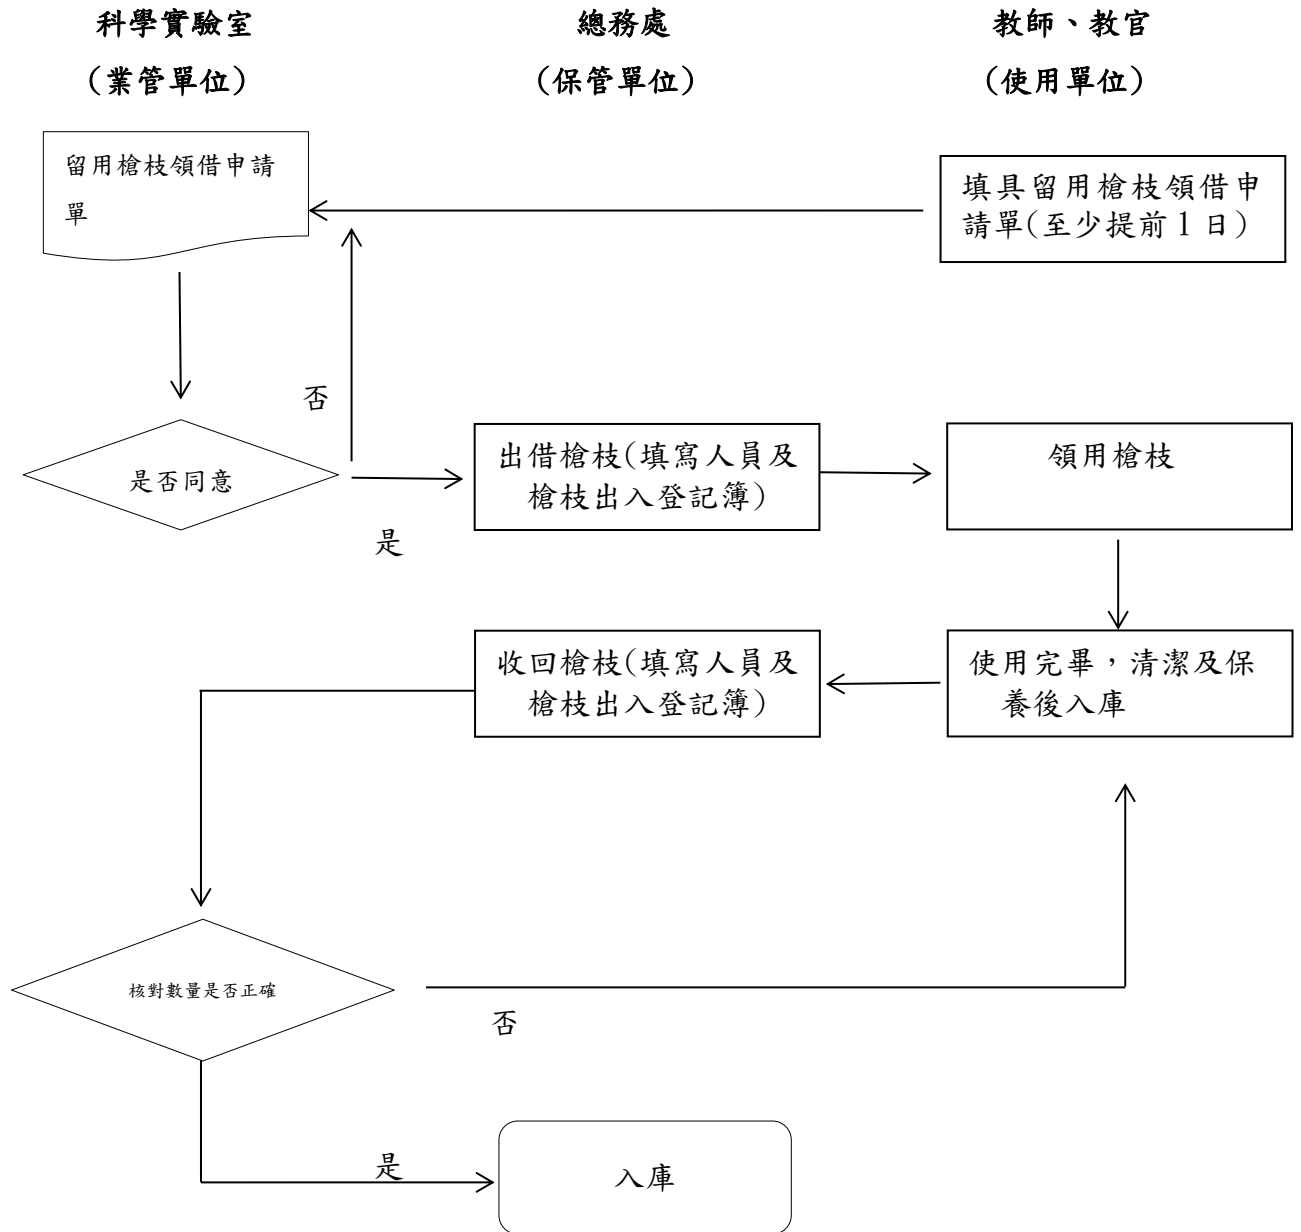 科學實驗室
(業管單位)
總務處
(保管單位)
教師、教官
(使用單位)
留用槍枝領借申請
單
填具留用槍枝領借申
請單(至少提前1日)
否
是否同意
是
出借槍枝(填寫人員及
槍枝出入登記簿)
領用槍枝
收回槍枝(填寫人員及
槍枝出入登記簿)
使用完畢,清潔及保
養後入庫
核對數量是否正確
否
是
入庫